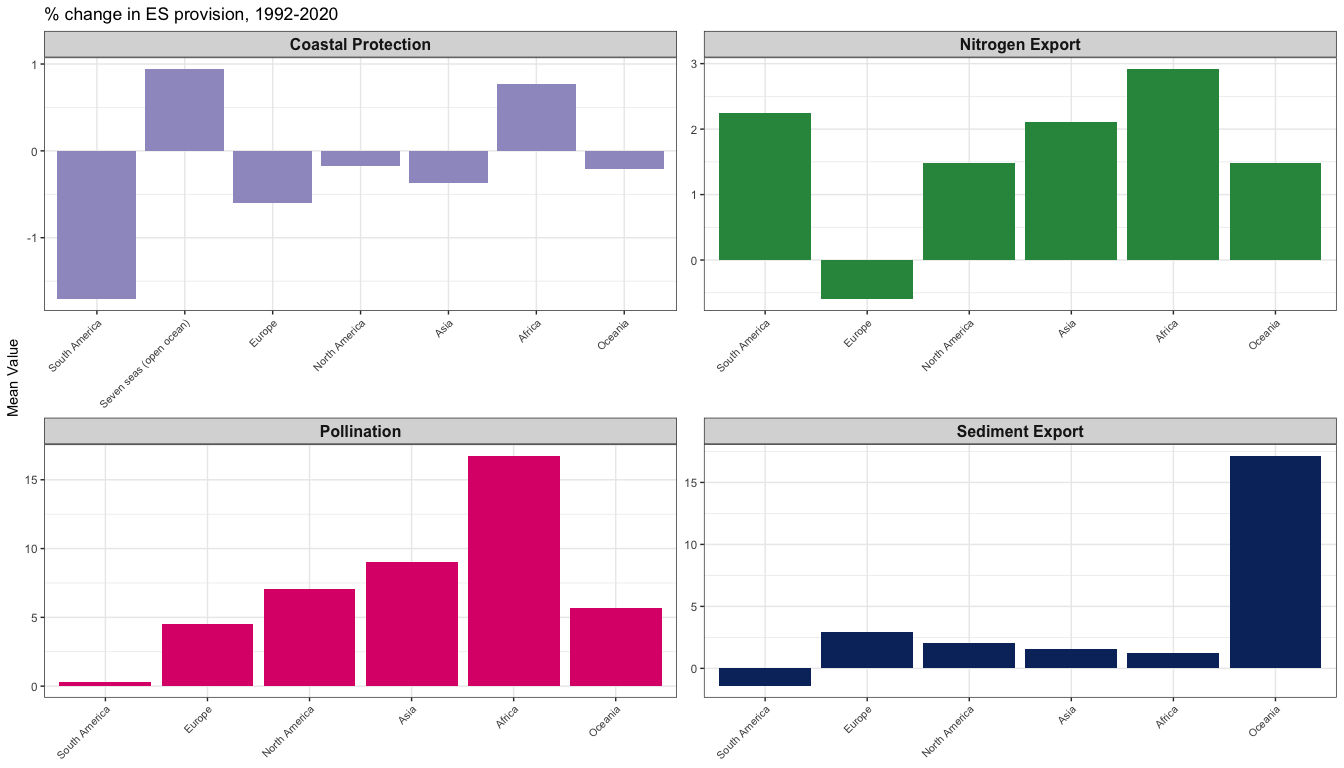 % change in ES provision, 1992-2020
Coastal Protection
1
0
-1
South America
Seven seas (open ocean)
Europe
North America
Asia
Africa
Oceania
Nitrogen Export
3
2
1
0
South America
Europe
North America
Asia
Africa
Oceania
Mean Value
Pollination
15
10
5
0
South America
Europe
North America
Asia
Africa
Oceania
Sediment Export
15
10
5
0
South America
Europe
North America
Asia
Africa
Oceania